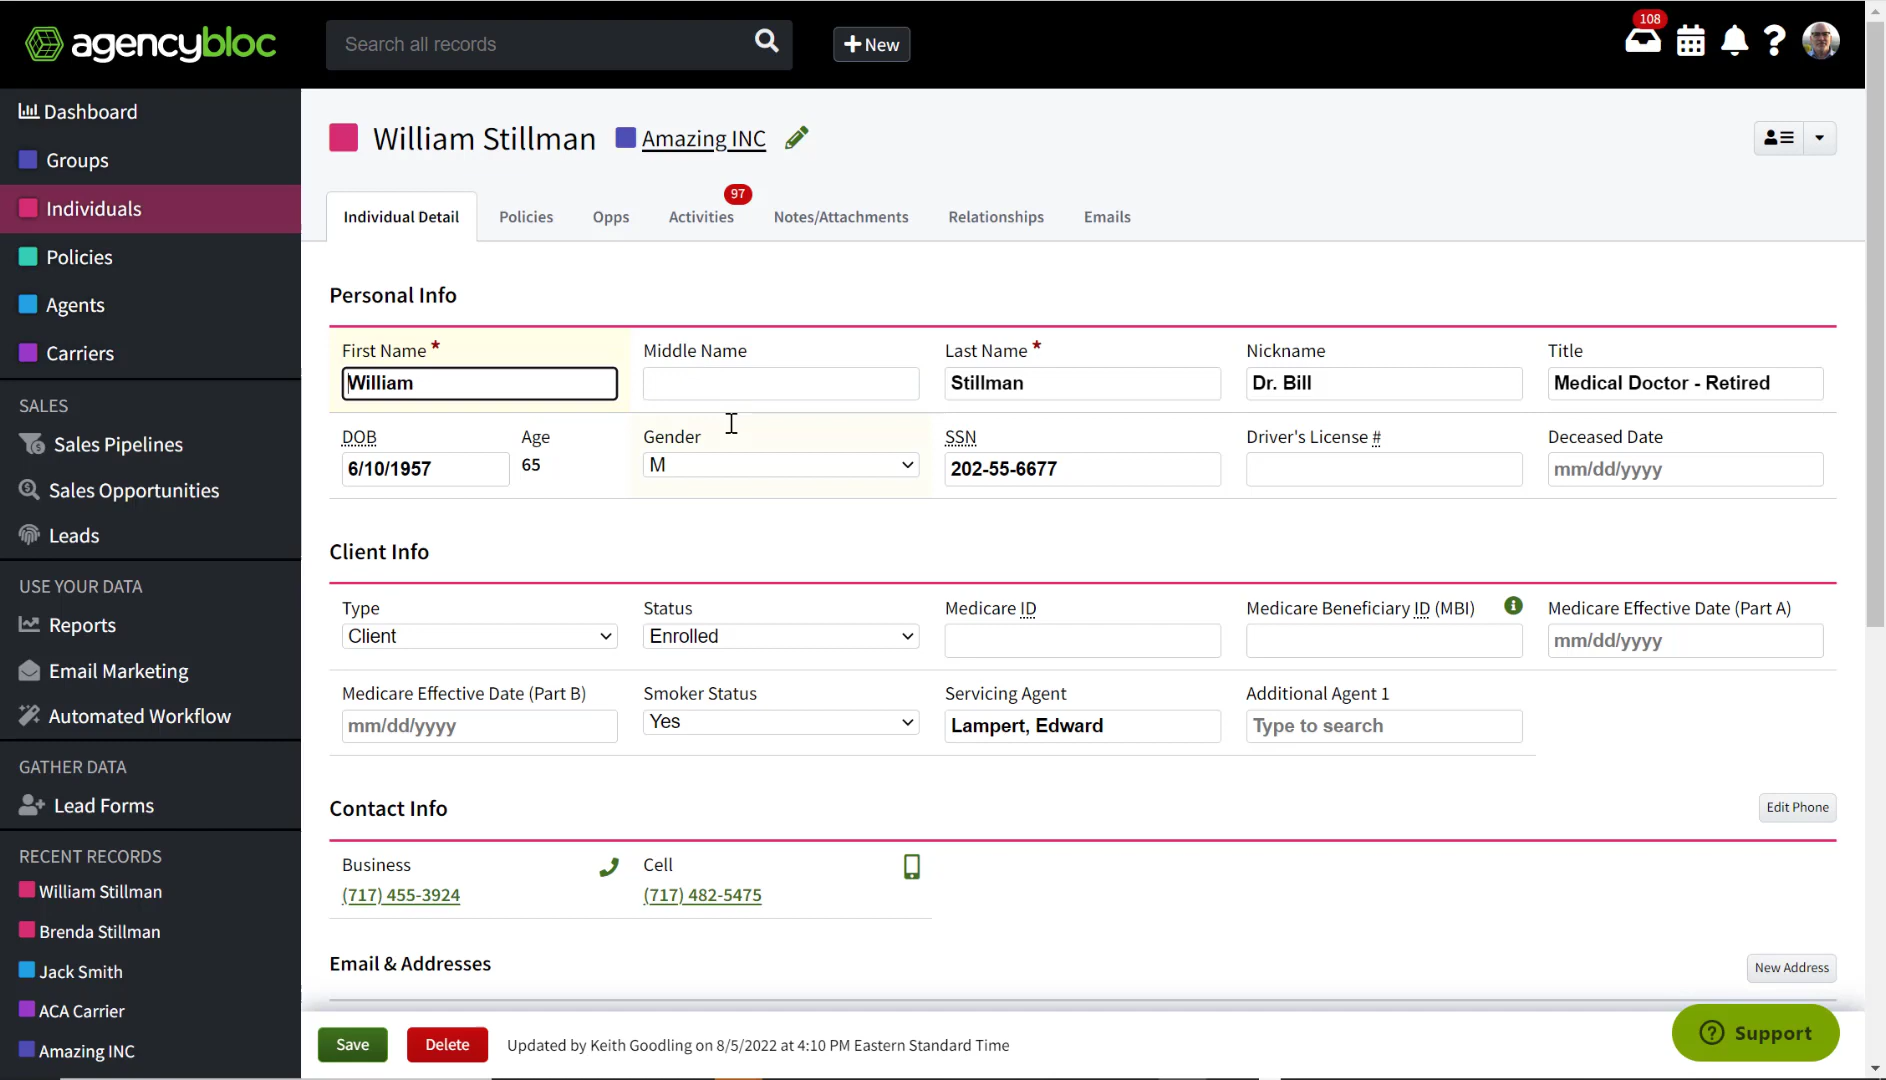 agencybloc
Search all records
New
108
Dashboard
Groups
Individuals
Policies
Agents
Carriers
SALES
Sales Pipelines
Sales Opportunities
Leads
USE YOUR DATA
Reports
Email Marketing
Automated Workflow
GATHER DATA
Lead Forms
RECENT RECORDS
William Stillman
Brenda Stillman
Jack Smith
ACA Carrier
Amazing INC
William Stillman Amazing INC
97
Individual Detail Policies Opps Activities Notes/Attachments Relationships Emails
Personal Info
First Name * Middle Name Last Name * Nickname Title
William Stillman Dr. Bill Medical Doctor - Retired
DOB Age Gender SSN Driver's License # Deceased Date
6/10/1957 65 M 202-55-6677 mm/dd/yyyy
Client Info
Type Status Medicare ID Medicare Beneficiary ID (MBI) Medicare Effective Date (Part A)
Client Enrolled mm/dd/yyyy
Medicare Effective Date (Part B) Smoker Status Servicing Agent Additional Agent 1
mm/dd/yyyy Yes Lampert, Edward Type to search
Contact Info Edit Phone
Business Cell
(717) 455-3924 (717) 482-5475
Email & Addresses New Address
Save Delete Updated by Keith Goodling on 8/5/2022 at 4:10 PM Eastern Standard Time
Support